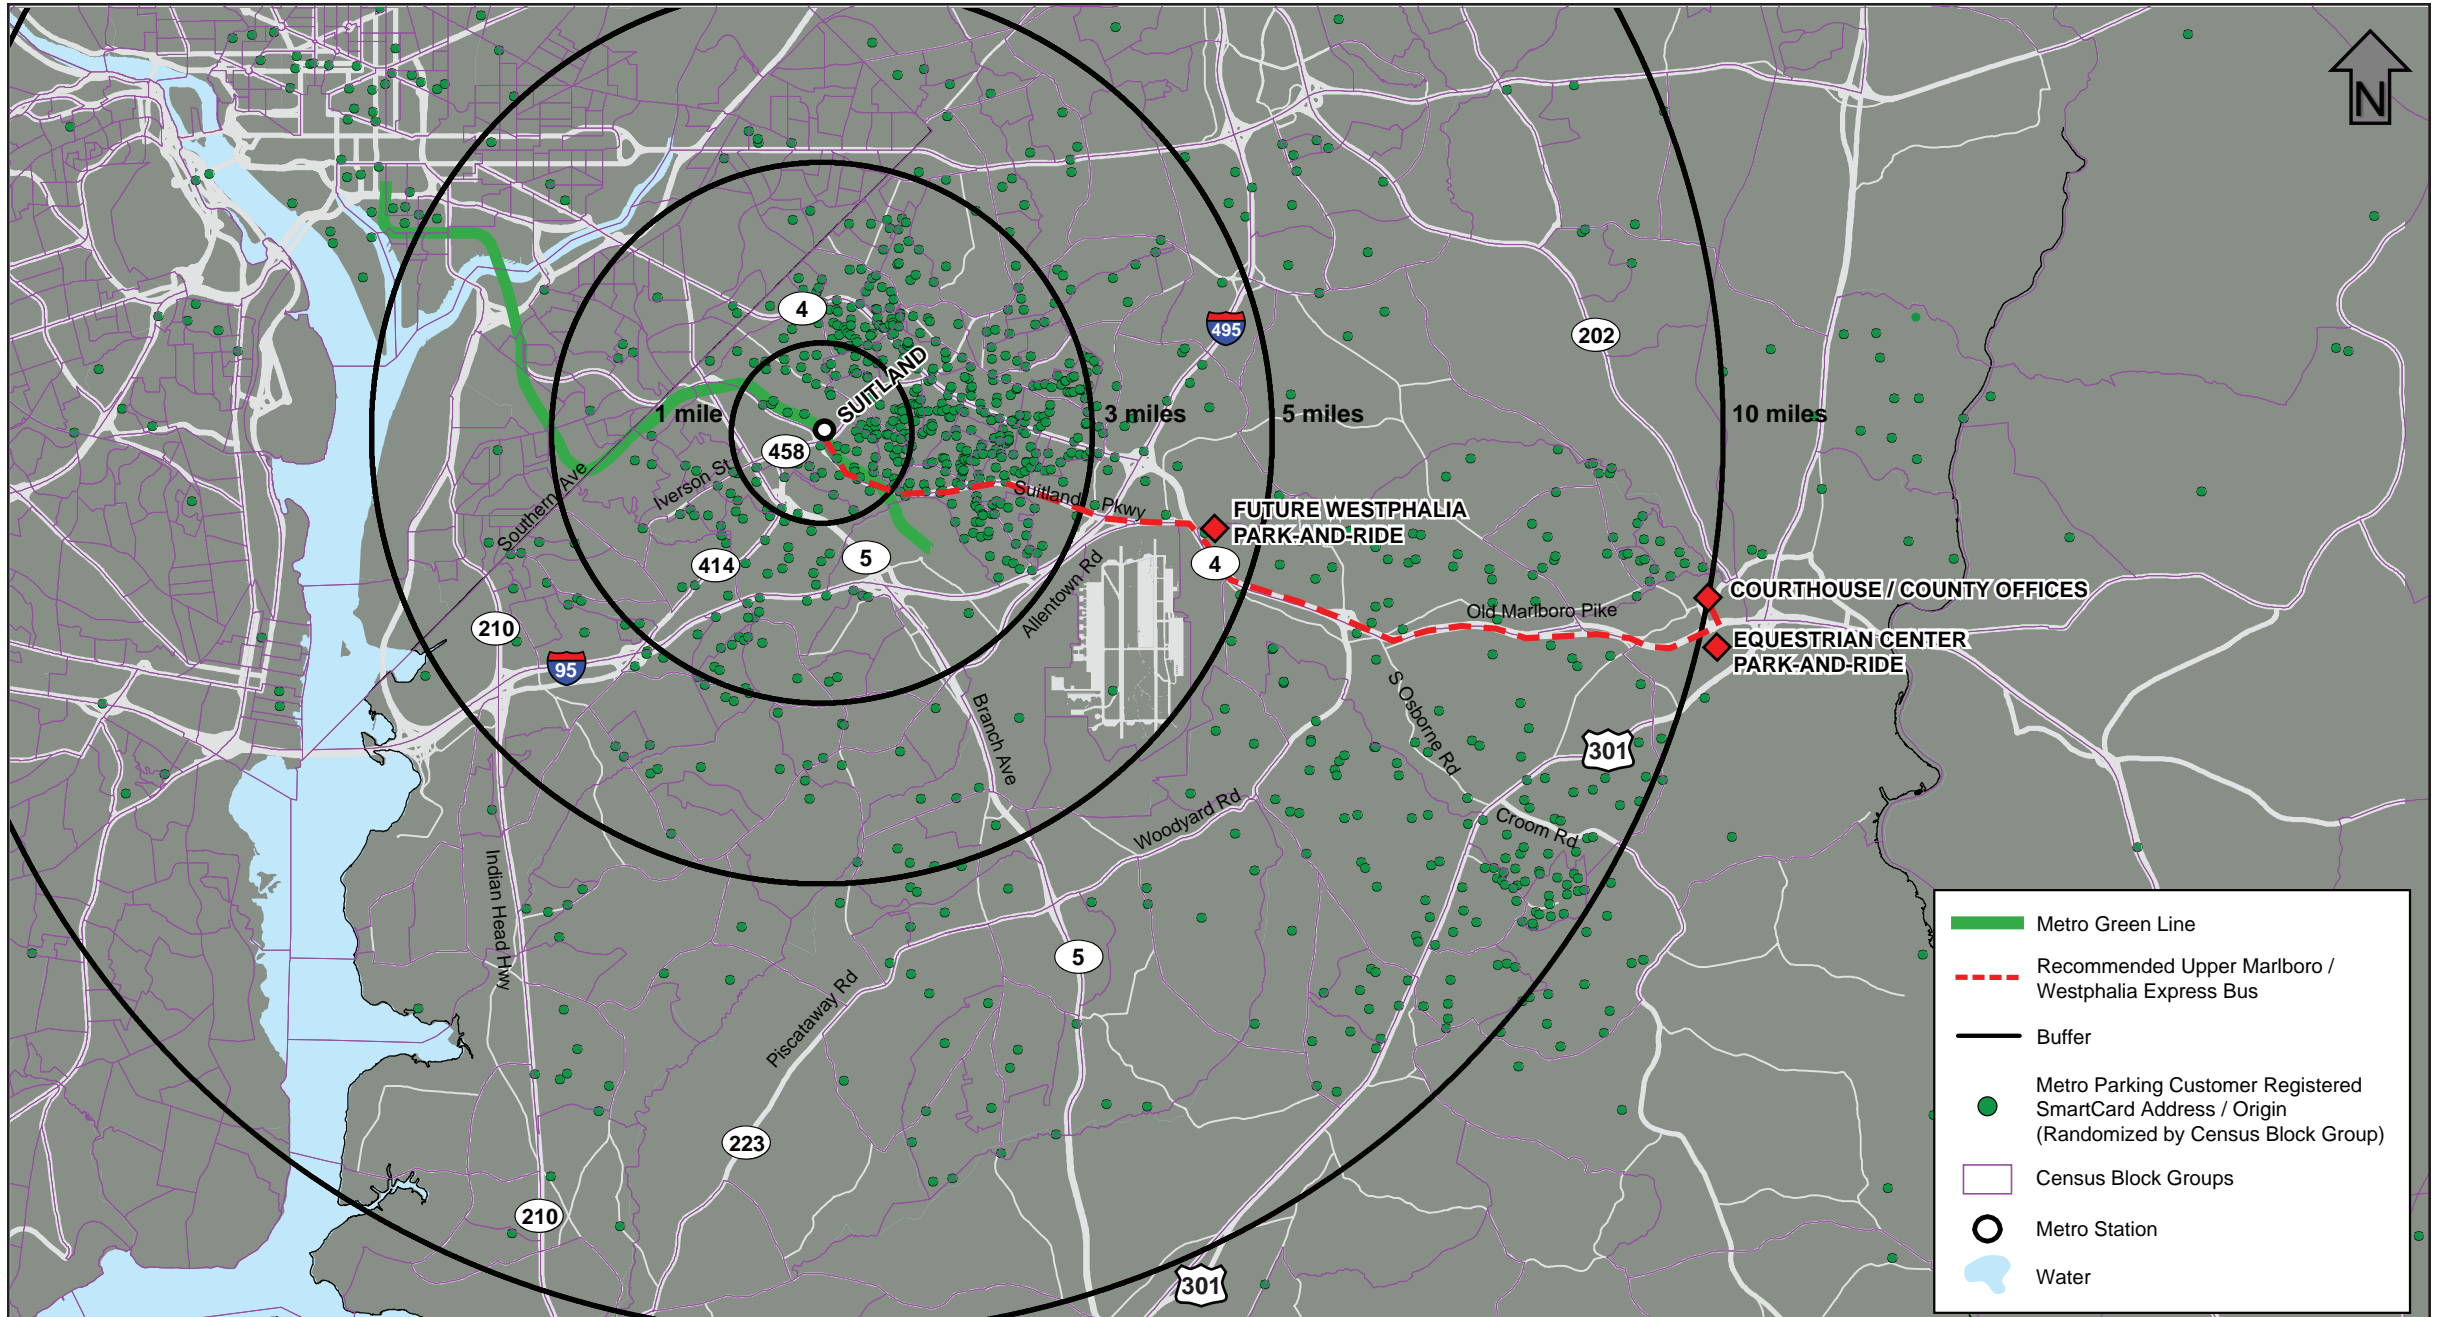 N
4
SUITLAND
495
202
1 mile
3 miles
5 miles
10 miles
458
Iverson St
Southern Ave
Suitland Pkwy
FUTURE WESTPHALIA
PARK-AND-RIDE
414
5
4
Allentown Rd
COURTHOUSE / COUNTY OFFICES
Old Marlboro Pike
210
EQUESTRIAN CENTER
PARK-AND-RIDE
95
S Osborne Rd
Branch Ave
301
Woodyard Rd
Croom Rd
Indian Head Hwy
5
Piscataway Rd
223
210
301
Metro Green Line
Recommended Upper Marlboro /
Westphalia Express Bus
Buffer
Metro Parking Customer Registered
SmartCard Address / Origin
(Randomized by Census Block Group)
Census Block Groups
Metro Station
Water